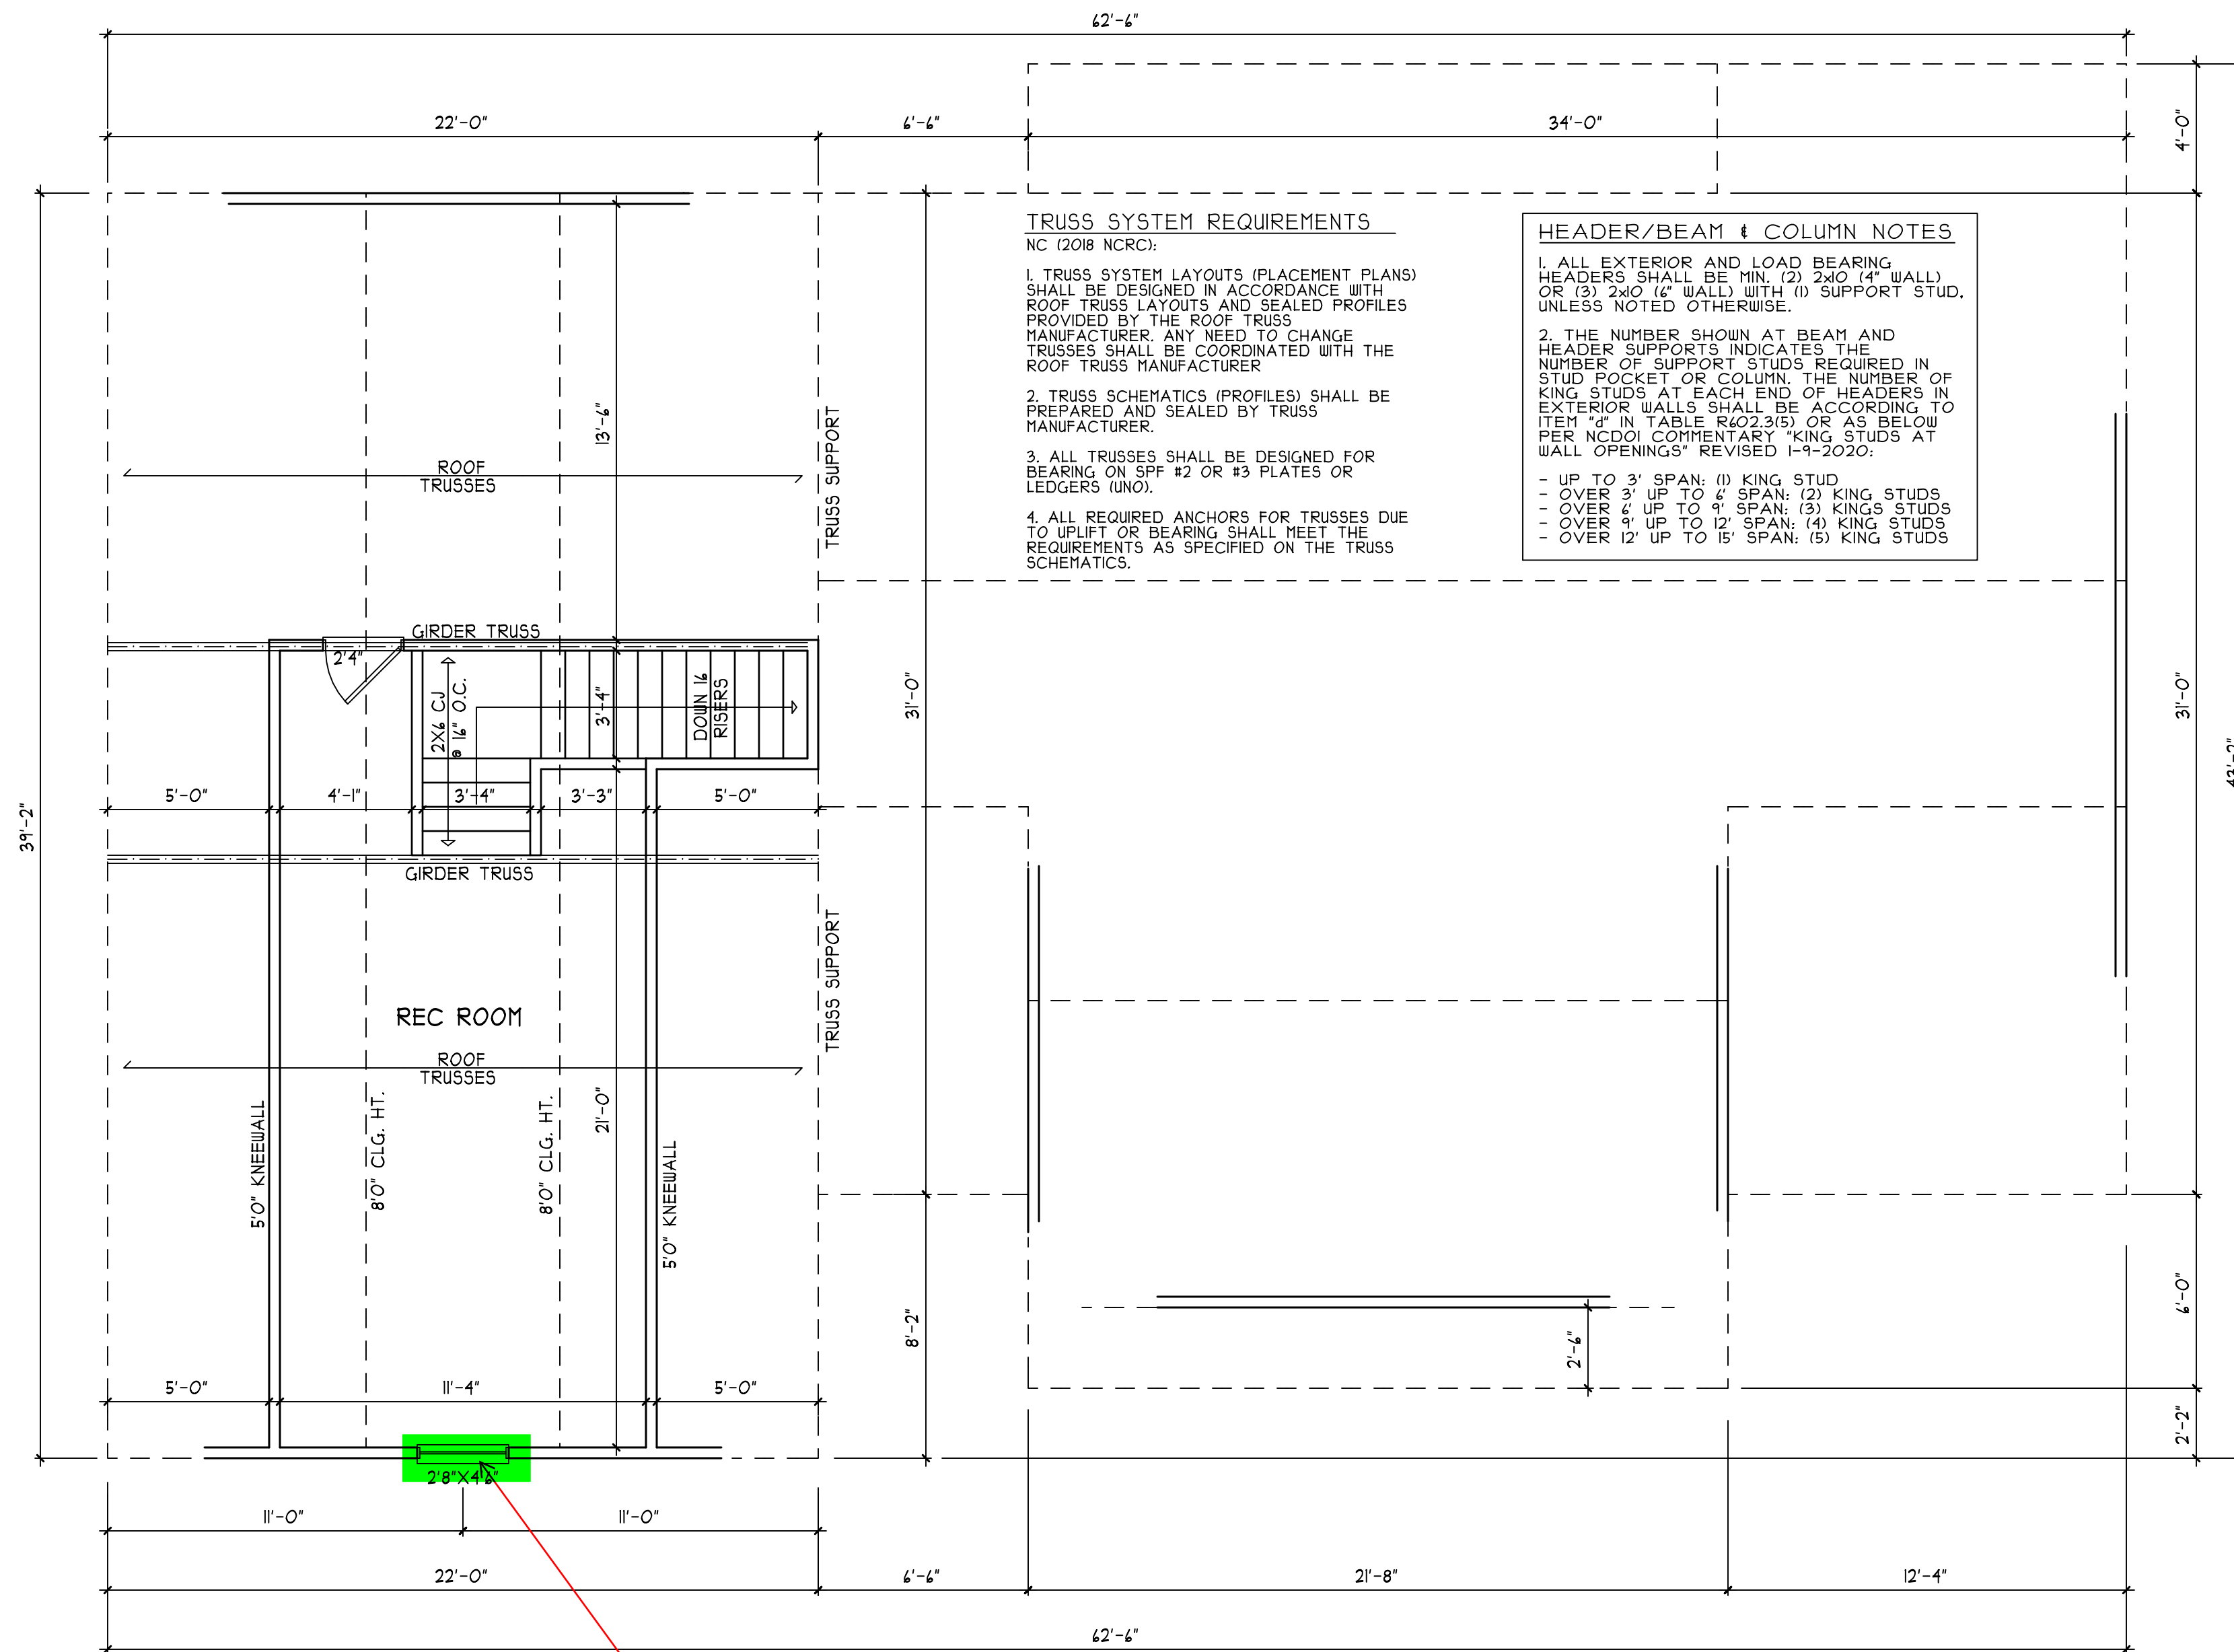 62'-6"
22'-0"
6'-6"
34'-0"
4'-0"
TRUSS SYSTEM REQUIREMENTS
NC (2018 NCRC):
1. TRUSS SYSTEM LAYOUTS (PLACEMENT PLANS)
SHALL BE DESIGNED IN ACCORDANCE WITH
ROOF TRUSS LAYOUTS AND SEALED PROFILES
PROVIDED BY THE ROOF TRUSS
MANUFACTURER. ANY NEED TO CHANGE
TRUSSES SHALL BE COORDINATED WITH THE
ROOF TRUSS MANUFACTURER
2. TRUSS SCHEMATICS (PROFILES) SHALL BE
PREPARED AND SEALED BY TRUSS
MANUFACTURER.
3. ALL TRUSSES SHALL BE DESIGNED FOR
BEARING ON SPF #2 OR #3 PLATES OR
LEDGERS (UNO).
4. ALL REQUIRED ANCHORS FOR TRUSSES DUE
TO UPLIFT OR BEARING SHALL MEET THE
REQUIREMENTS AS SPECIFIED ON THE TRUSS
SCHEMATICS.
HEADER/BEAM & COLUMN NOTES
1. ALL EXTERIOR AND LOAD BEARING
HEADERS SHALL BE MIN. (2) 2x10 (4" WALL)
OR (3) 2x10 (6" WALL) WITH (1) SUPPORT STUD,
UNLESS NOTED OTHERWISE.
2. THE NUMBER SHOWN AT BEAM AND
HEADER SUPPORTS INDICATES THE
NUMBER OF SUPPORT STUDS REQUIRED IN
STUD POCKET OR COLUMN. THE NUMBER OF
KING STUDS AT EACH END OF HEADERS IN
EXTERIOR WALLS SHALL BE ACCORDING TO
ITEM "d" IN TABLE R602.3(5) OR AS BELOW
PER NCDOI COMMENTARY "KING STUDS AT
WALL OPENINGS" REVISED 1-9-2020:
- UP TO 3' SPAN: (1) KING STUD
- OVER 3' UP TO 6' SPAN: (2) KING STUDS
- OVER 6' UP TO 9' SPAN: (3) KINGS STUDS
- OVER 9' UP TO 12' SPAN: (4) KING STUDS
- OVER 12' UP TO 15' SPAN: (5) KING STUDS
13'-6"
TRUSS SUPPORT
ROOF
TRUSSES
GIRDER TRUSS
2'4"
2X6 CJ
@ 16" O.C.
3'-4"
DOWN 16
RISERS
31'-0"
31'-0"
39'-2"
5'-0"
4'-1"
3'-4"
3'-3"
5'-0"
GIRDER TRUSS
TRUSS SUPPORT
REC ROOM
ROOF
TRUSSES
5'0" KNEEWALL
8'0" CLG. HT.
8'0" CLG. HT.
21'-0"
5'0" KNEEWALL
8'-2"
6'-0"
2'-6"
5'-0"
11'-4"
5'-0"
2'-2"
2'8"X4'6"
11'-0"
11'-0"
22'-0"
6'-6"
21'-8"
12'-4"
62'-6"